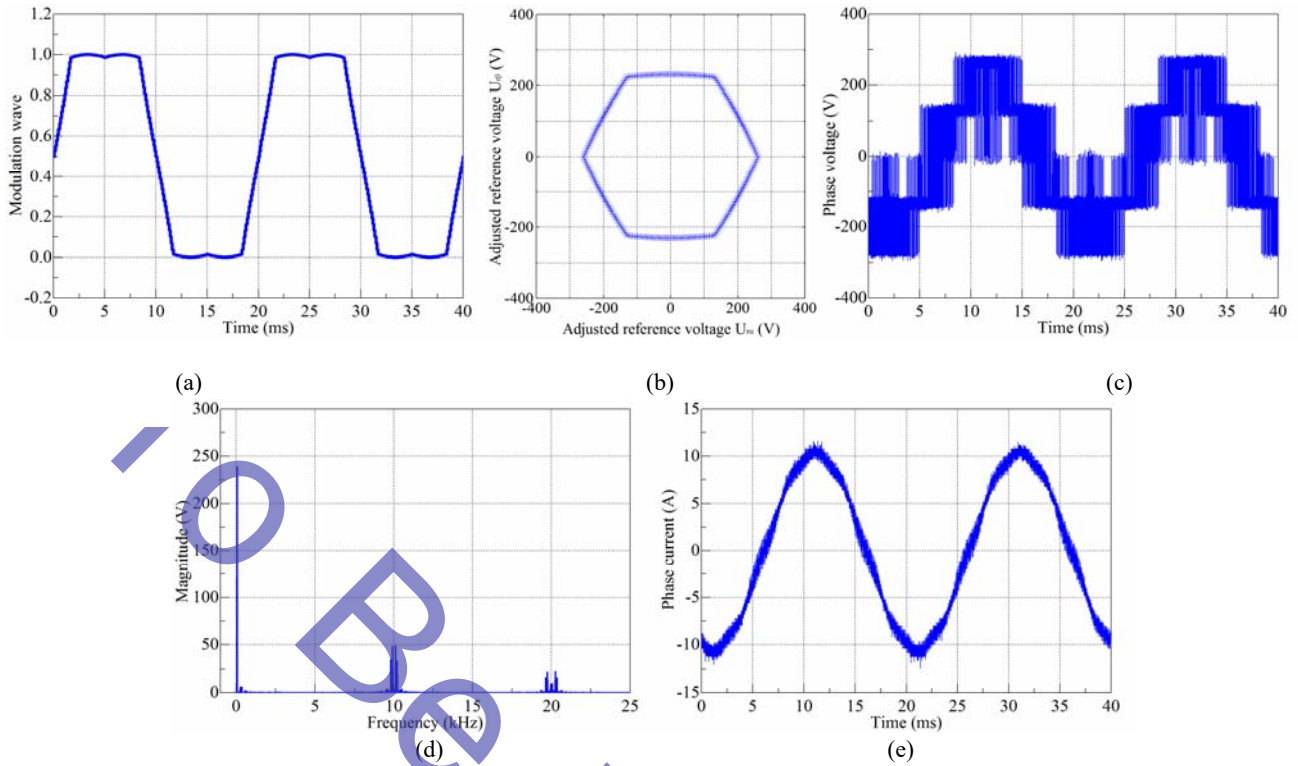 1.2
1.0
0.8
0.6
0.4
0.2
0.0
-0.2
0 5 10 15 20 25 30 35 40
Modulation wave
Time (ms)
400
200
0
-200
-400
-400 -200 0 200 400
Adjusted reference voltage U (V)
Adjusted reference voltage U (V)
400
200
0
-200
-400
0 5 10 15 20 25 30 35 40
Phase voltage (V)
Time (ms)
(a) (b) (c)
300
250
200
150
100
50
0
0 5 10 15 20 25
Magnitude (V)
Frequency (kHz)
15
10
5
0
-5
-10
-15
0 5 10 15 20 25 30 35 40
Phase current (A)
Time (ms)
(d) (e)
To Be